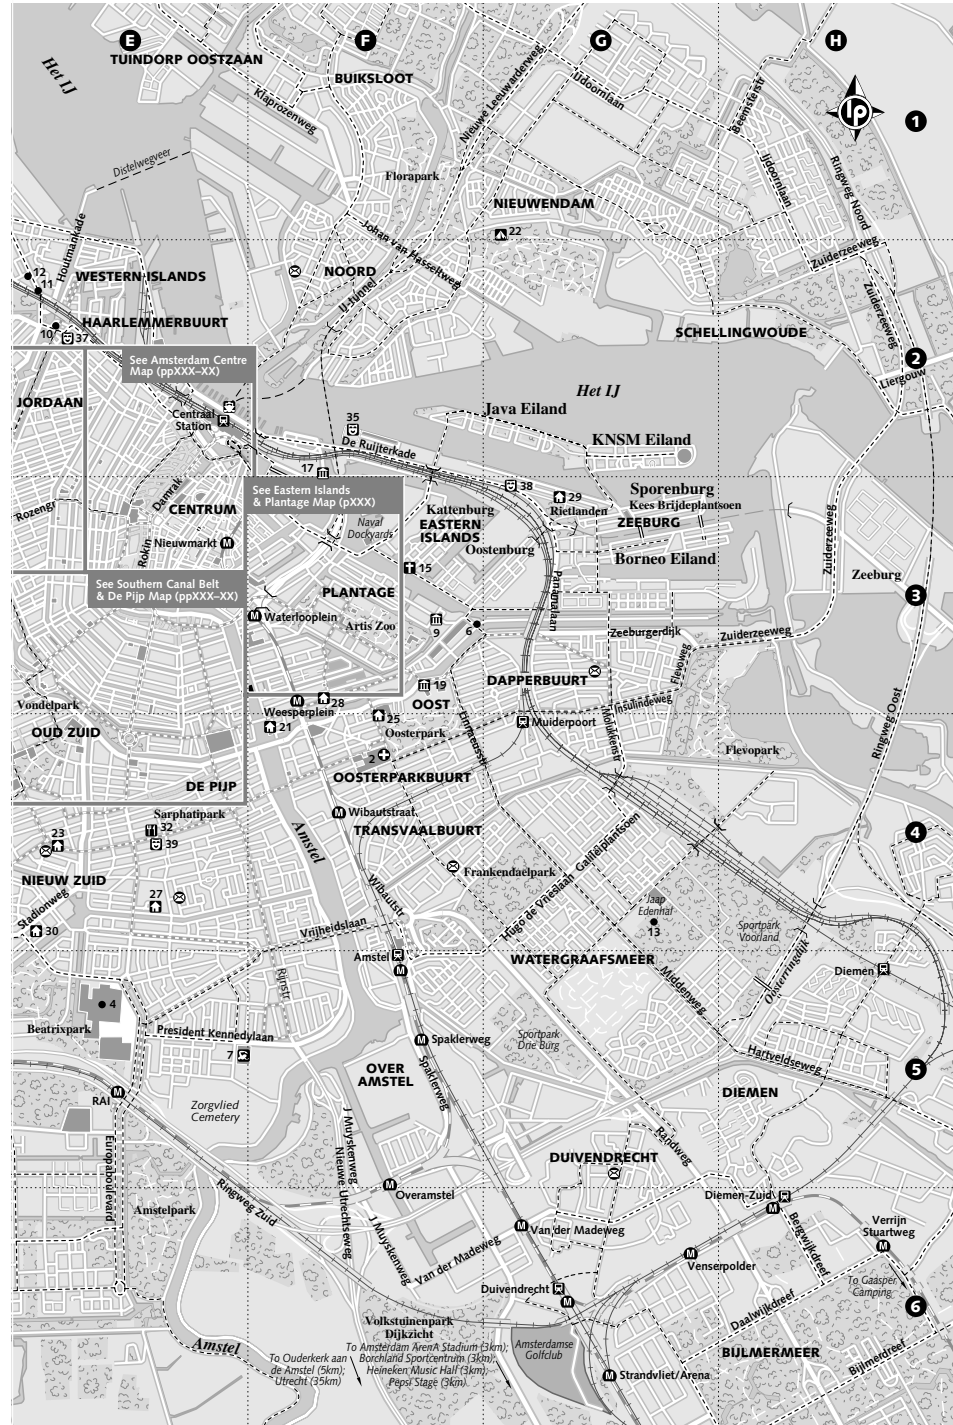 E
F
G
H
TUINDORP OOSTZAAN
Het IJ
BUIKSLOOT
Klaprozenweg
Nieuwe Leeuwarderweg
IJdoornlaan
Beemsterstr
lp
1
Distelwegveer
Florapark
IJdoornlaan
Ringweg Noord
NIEUWENDAM
22
Johan van Hasseltweg
Houtmankade
Zuiderzeeweg
12
11
WESTERN ISLANDS
NOORD
IJ-tunnel
Zuiderzeeweg
HAARLEMMERBUURT
10
37
SCHELLINGWOUDE
See Amsterdam Centre
Map (ppXXX–XX)
2
Liergouw
JORDAAN
Het IJ
Centraal
Station
Java Eiland
35
De Ruijterkade
KNSM Eiland
17
38
29
Rietlanden
Sporenburg
Kees Brijdeplantsoen
ZEEBURG
See Eastern Islands
& Plantage Map (pXXX)
Rozengr
Damrak
CENTRUM
Naval
Dockyards
Kattenburg
EASTERN
ISLANDS
Oostenburg
Borneo Eiland
Nieuwmarkt
Rokin
15
Zuiderzeeweg
Zeeburg
See Southern Canal Belt
& De Pijp Map (ppXXX–XX)
PLANTAGE
Panamalaan
3
Waterlooplein
Artis Zoo
9
6
Zeeburgerdijk
Zuiderzeeweg
Flevoweg
19
DAPPERBUURT
28
OOST
Insulindeweg
Vondelpark
Weesperplein
21
25
Oosterpark
Linnaeusstr
Muiderpoort
Molukkenstr
Ringweg Oost
OUD ZUID
Flevopark
2
OOSTERPARKBUURT
DE PIJP
Sarphatipark
Wibautstraat
Amstel
TRANSVAALBUURT
Galileïplantsoen
4
23
32
39
Frankendaelpark
NIEUW ZUID
27
Wibautstr
Hugo de Vrieslaan
Jaap
Edenhal
13
Stadionweg
30
Vrijheidslaan
Sportpark
Voorland
Amstel
WATERGRAAFSMEER
Oosterringdijk
Diemen
Rijnstr
Middenweg
4
Beatrixpark
President Kennedylaan
Spaklerweg
Sportpark
Drie Burg
7
OVER
AMSTEL
Spaklerweg
Hartveldseweg
5
RAI
Zorgvlied
Cemetery
DIEMEN
J Muyskenweg
Nieuwe Utrechtseweg
Randweg
DUIVENDRECHT
Europaboulevard
Ringweg Zuid
Overamstel
Diemen-Zuid
Amstelpark
J Muyskenweg
Van der Madeweg
Van der Madeweg
Bergwijkdreef
Verrijn
Stuartweg
Venserpolder
To Gaasper
Camping
Duivendrecht
6
Volkstuinenpark
Dijkzicht
Daalwijkdreef
Amstel
To Ouderkerk aan
de Amstel (5km);
Utrecht (35km)
To Amsterdam ArenA Stadium (3km);
Borchland Sportcentrum (3km);
Heineken Music Hall (3km);
Pepsi Stage (3km)
Amsterdamse
Golfclub
BIJLMERMEER
Bijlmerdreef
Strandvliet/Arena